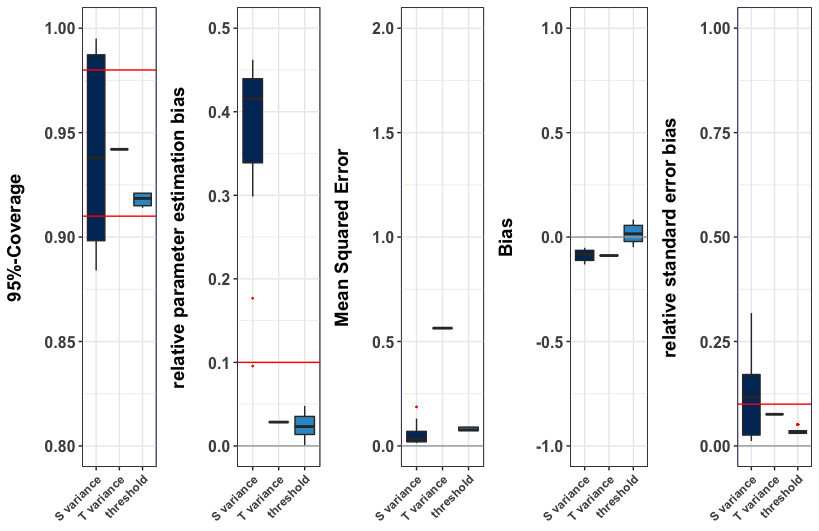 95%-Coverage
1.00
0.95
0.90
0.85
0.80
S variance
T variance
threshold
relative parameter estimation bias
0.5
0.4
0.3
0.2
0.1
0.0
S variance
T variance
threshold
Mean Squared Error
2.0
1.5
1.0
0.5
0.0
S variance
T variance
threshold
Bias
1.0
0.5
0.0
-0.5
-1.0
S variance
T variance
threshold
relative standard error bias
1.00
0.75
0.50
0.25
0.00
S variance
T variance
threshold